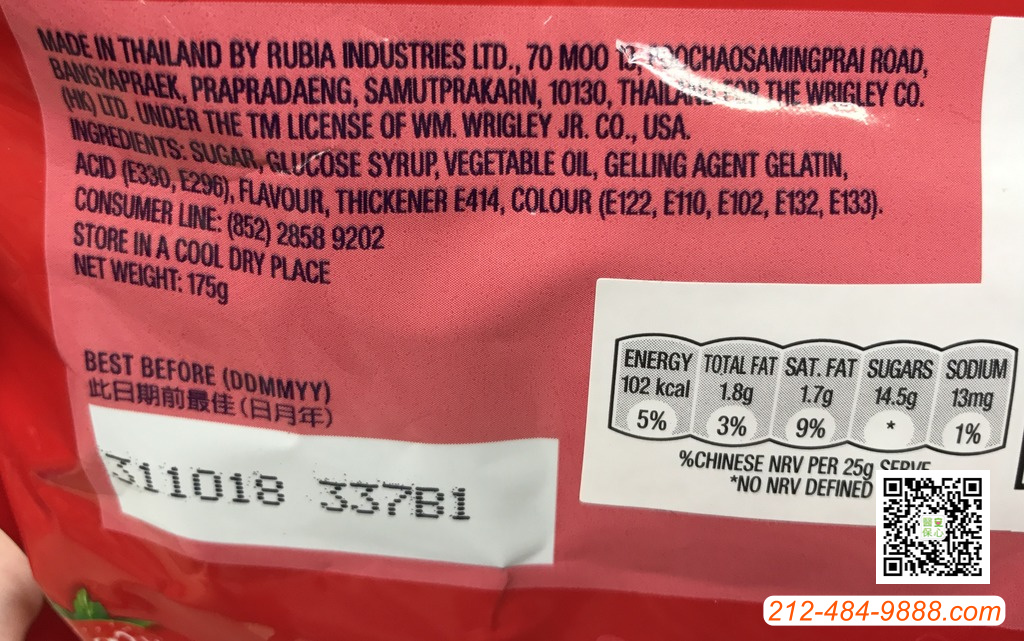 MADE IN THAILAND BY RUBIA INDUSTRIES LTD., 70 MOO ROAD,
BANGYAPRAEK, PRAPRADAENG, SAMUTPRAKARN, 10130, THAILAND FOR THE WRIGLEY CO.
(HK) LTD. UNDER THE TM LICENSE OF WM. WRIGLEY JR. CO., USA.
INGREDIENTS: SUGAR, GLUCOSE SYRUP, VEGETABLE OIL, GELLING AGENT GELATIN,
ACID (E330, E296), FLAVOUR, THICKENER E414, COLOUR (E122, E110, E102, E132, E133).
CONSUMER LINE: (852) 2858 9202
STORE IN A COOL DRY PLACE
NET WEIGHT: 175g
BEST BEFORE (DDMMYY)
此日期前最佳 (日月年)
311018 337B1
ENERGY TOTAL FAT SAT. FAT SUGARS SODIUM
102 kcal 1.8g 1.7g 14.5g 13mg
5% 3% 9% * 1%
%CHINESE NRV PER 25g SERVE
*NO NRV DEFINED
212-484-9888.com